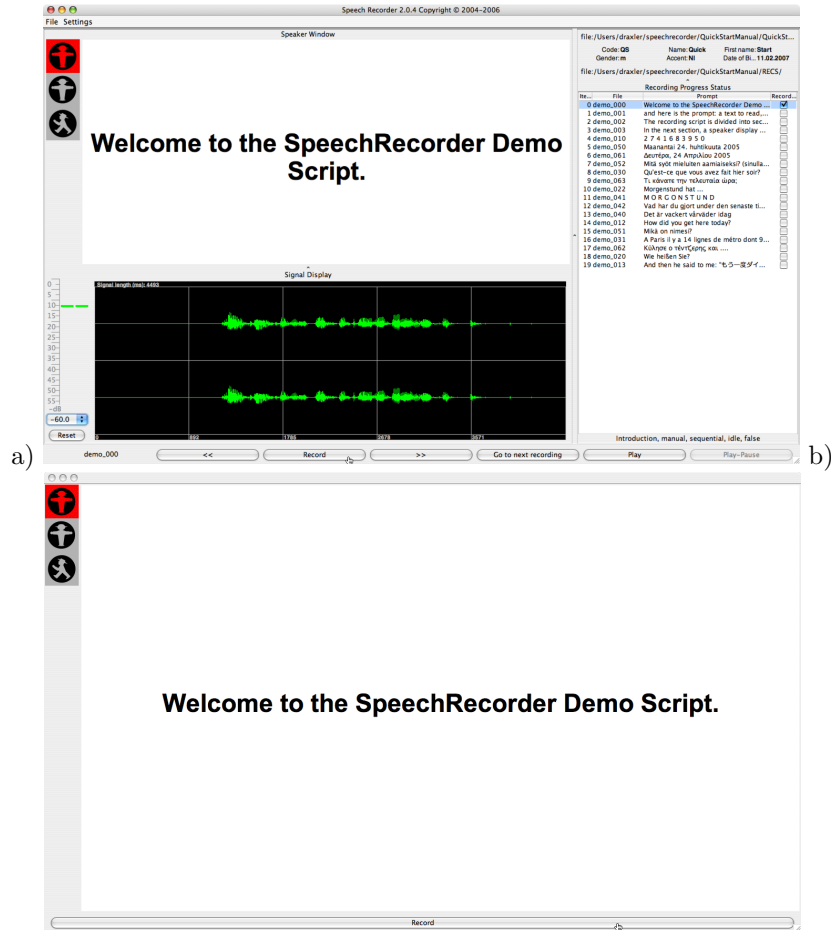 Speech Recorder 2.0.4 Copyright © 2004-2006
File Settings
Speaker Window
Welcome to the SpeechRecorder Demo
Script.
Signal Display
Signal length (ms): 4493
0
5
10
15
20
25
30
35
40
45
50
55
-dB
-60.0
Reset
0 892 1785 2678 3571
file:/Users/draxler/speechrecorder/QuickStartManual/QuickSt...
Code: QS Name: Quick First name: Start
Gender: m Accent: NI Date of Bi... 11.02.2007
file:/Users/draxler/speechrecorder/QuickStartManual/RECS/
Recording Progress Status
Ite... File Prompt Record...
0 demo_000 Welcome to the SpeechRecorder Demo ...
1 demo_001 and here is the prompt: a text to read,...
2 demo_002 The recording script is divided into sec...
3 demo_003 In the next section, a speaker display ...
4 demo_010 2 7 4 1 6 8 3 9 5 0
5 demo_050 Maanantai 24. huhtikuuta 2005
6 demo_061 Δευτέρα, 24 Απριλίου 2005
7 demo_052 Mitä syöt mieluiten aamiaiseksi? (sinulla...
8 demo_030 Qu'est-ce que vous avez fait hier soir?
9 demo_063 Τι κάνατε την τελευταία ώρα;
10 demo_022 Morgenstund hat ...
11 demo_041 M O R G O N S T U N D
12 demo_042 Vad har du gjort under den senaste ti...
13 demo_040 Det är vackert vårväder idag
14 demo_012 How did you get here today?
15 demo_051 Mikä on nimesi?
16 demo_031 A Paris il y a 14 lignes de métro dont 9...
17 demo_062 Κύλησε ο τέντζερης και ....
18 demo_020 Wie heißen Sie?
19 demo_013 And then he said to me: "もう一度ダイ...
Introduction, manual, sequential, idle, false
a) demo_000 << Record >> Go to next recording Play Play-Pause b)
Welcome to the SpeechRecorder Demo Script.
Record